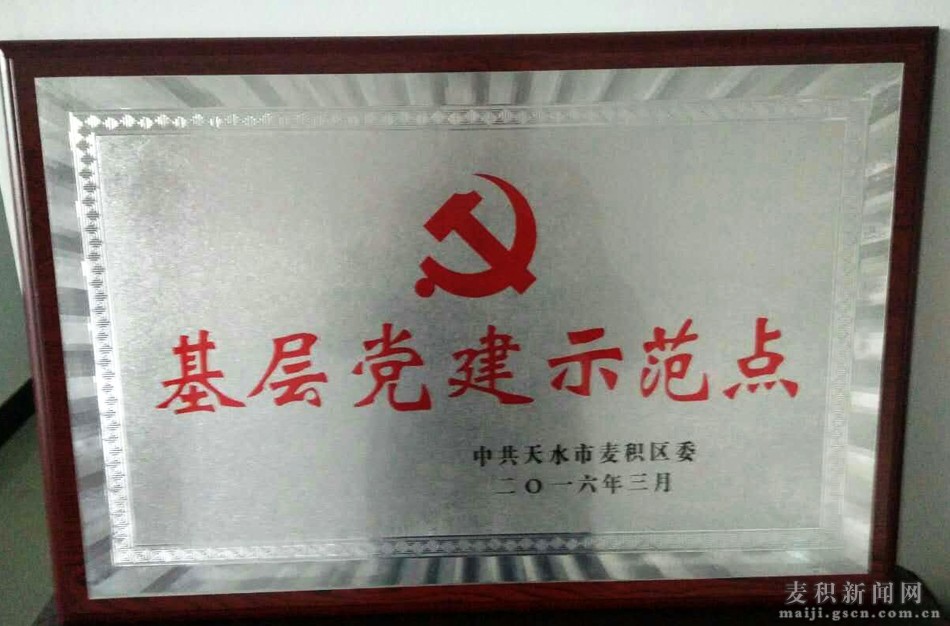 基层党建示范点
中共天水市麦积区委
二〇一六年三月
麦积新闻网
maiji.gscn.com.cn